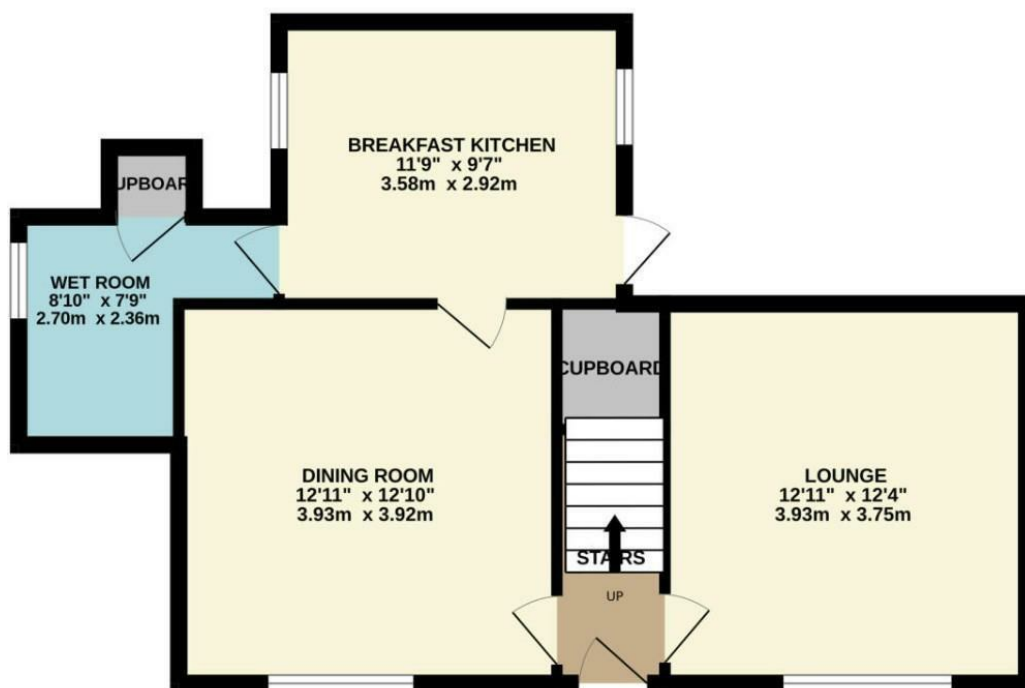 BREAKFAST KITCHEN
11'9" x 9'7"
3.58m x 2.92m
UPBOAR
WET ROOM
8'10" x 7'9"
2.70m x 2.36m
CUPBOARD
DINING ROOM
12'11" x 12'10"
3.93m x 3.92m
LOUNGE
12'11" x 12'4"
3.93m x 3.75m
STAIRS
UP